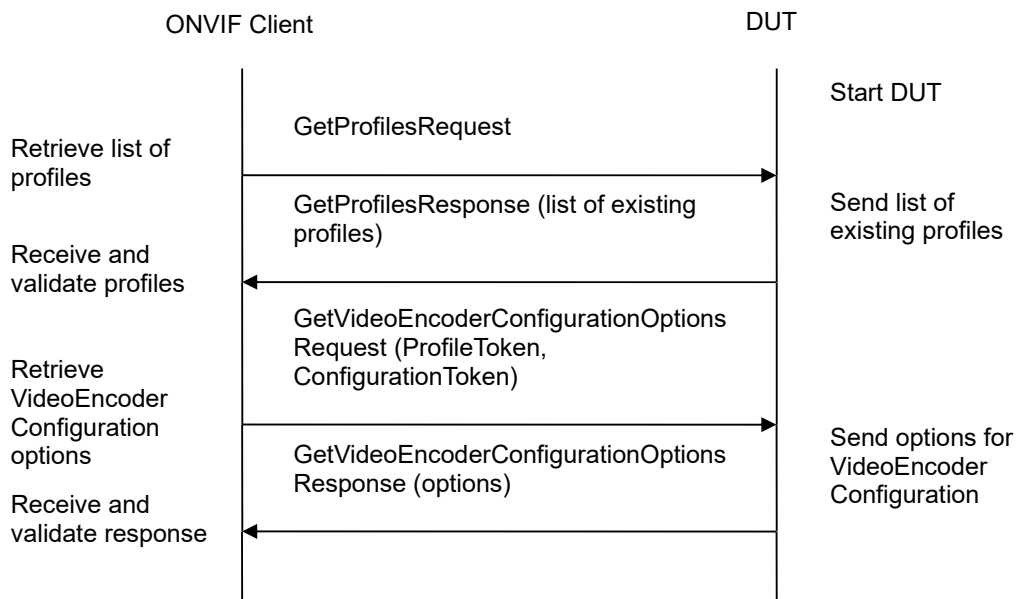 ONVIF Client
DUT
Start DUT
GetProfilesRequest
Retrieve list of
profiles
GetProfilesResponse (list of existing
profiles)
Send list of
existing profiles
Receive and
validate profiles
GetVideoEncoderConfigurationOptions
Request (ProfileToken,
ConfigurationToken)
Retrieve
VideoEncoder
Configuration
options
Send options for
VideoEncoder
Configuration
GetVideoEncoderConfigurationOptions
Response (options)
Receive and
validate response